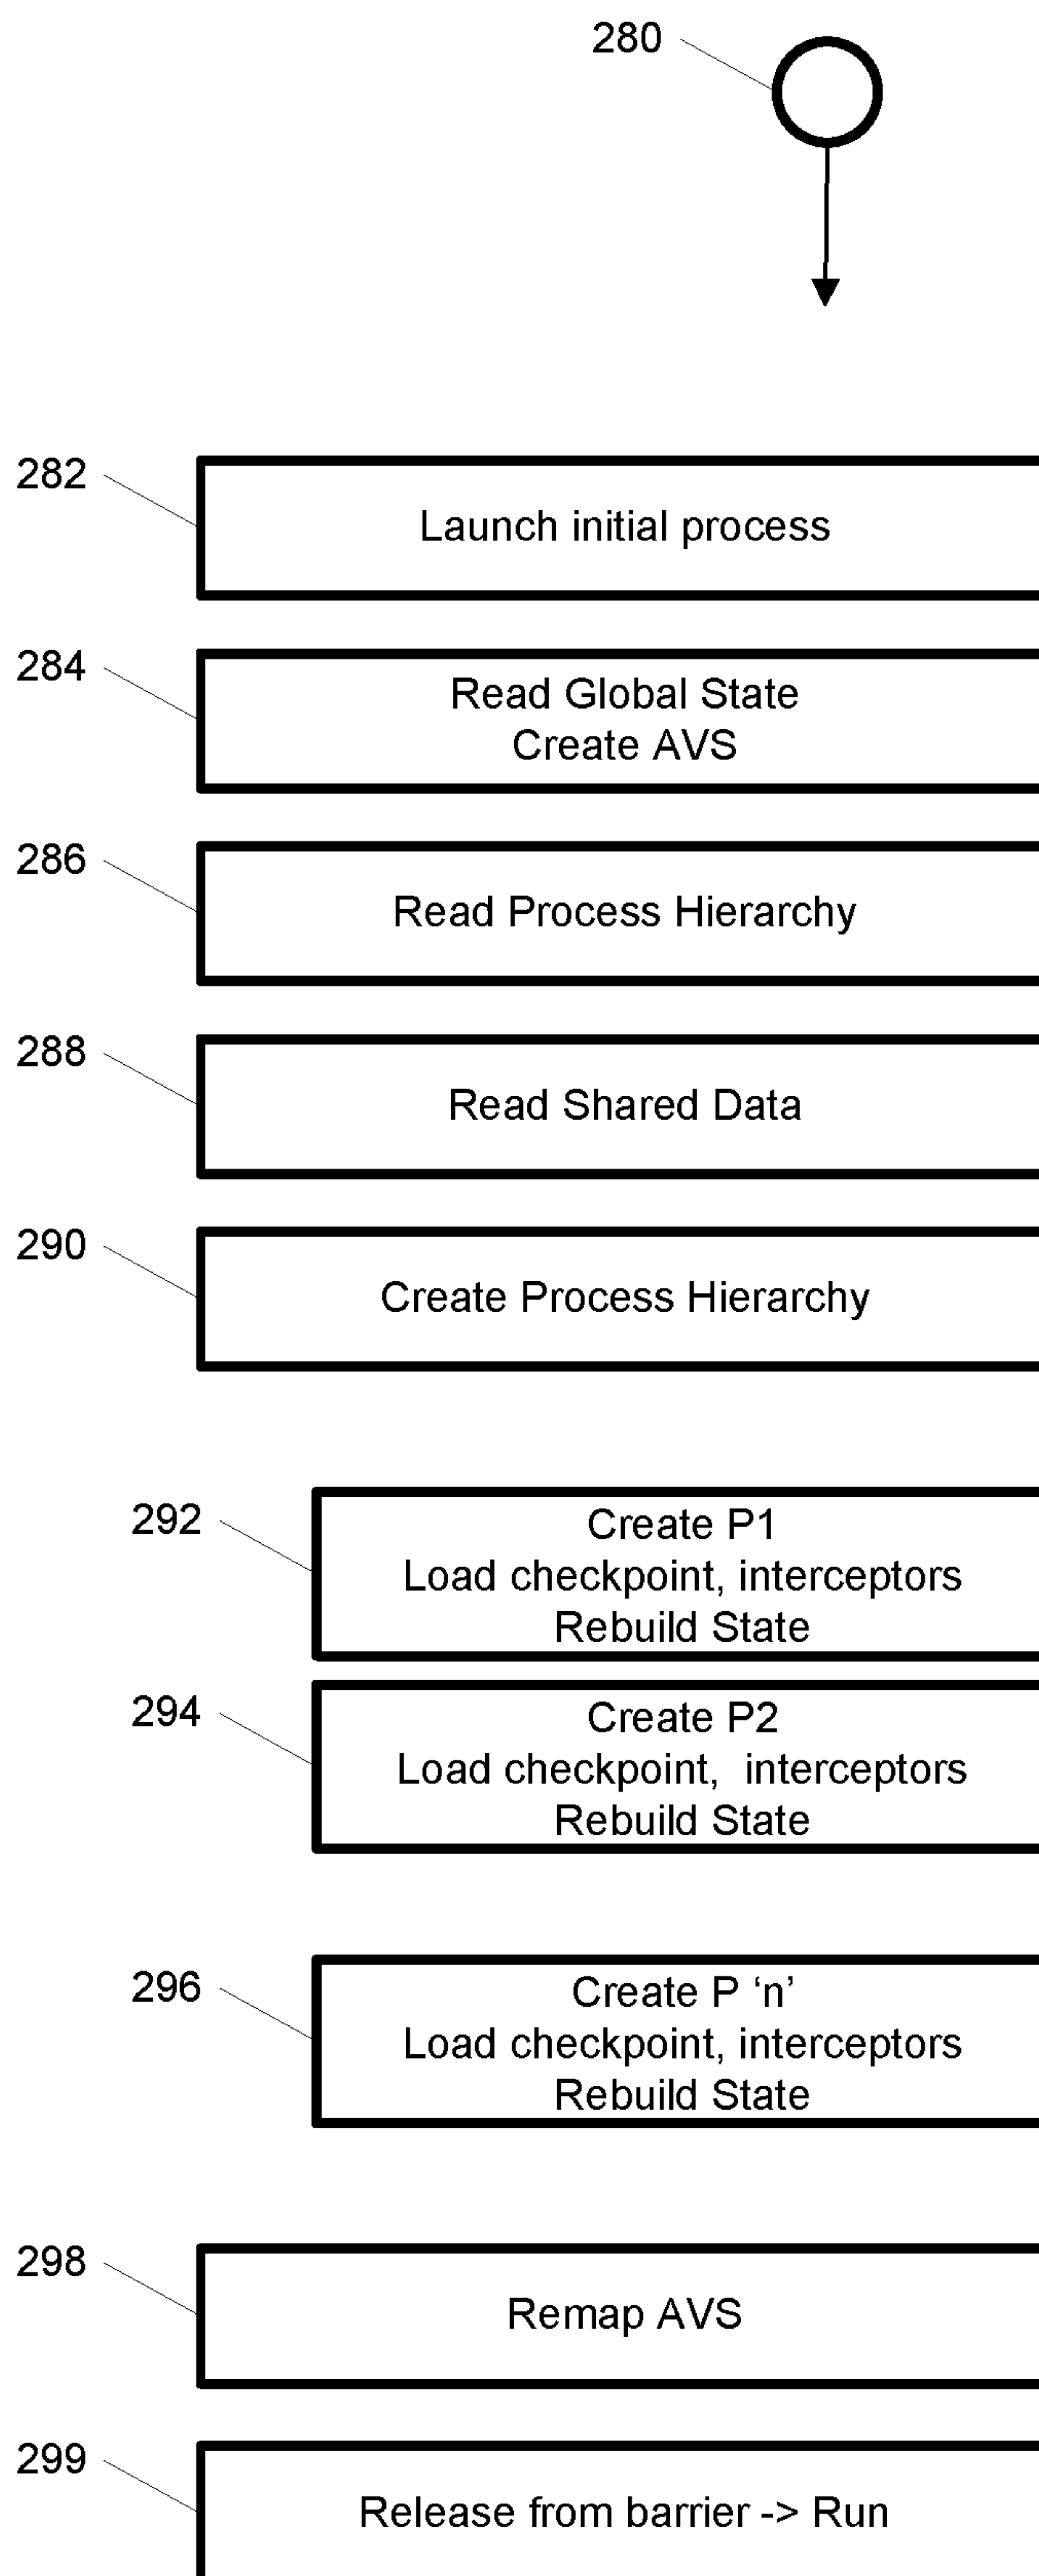 280
282
Launch initial process
284
Read Global State
Create AVS
286
Read Process Hierarchy
288
Read Shared Data
290
Create Process Hierarchy
292
Create P1
Load checkpoint, interceptors
Rebuild State
294
Create P2
Load checkpoint,  interceptors
Rebuild State
296
Create P ‘n’
Load checkpoint, interceptors
Rebuild State
298
Remap AVS
299
Release from barrier -> Run